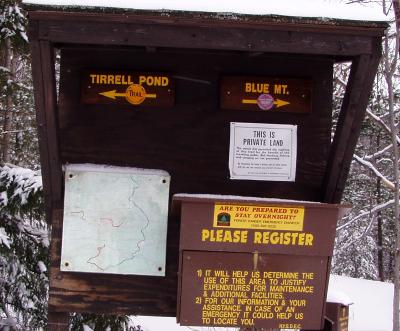 TIRRELL POND
TRAIL
BLUE MT.
THIS IS
PRIVATE LAND
ARE YOU PREPARED
TO STAY OVERNIGHT?
PLEASE REGISTER
1) IT WILL HELP US DETERMINE THE
USE OF THIS AREA TO JUSTIFY
EXPENDITURES FOR MAINTENANCE
& ADDITIONAL FACILITIES.
2) FOR OUR INFORMATION & YOUR
ASSISTANCE, IN CASE OF AN
EMERGENCY IT WILL HELP US
TO LOCATE YOU.
N.Y.S.D.E.C.